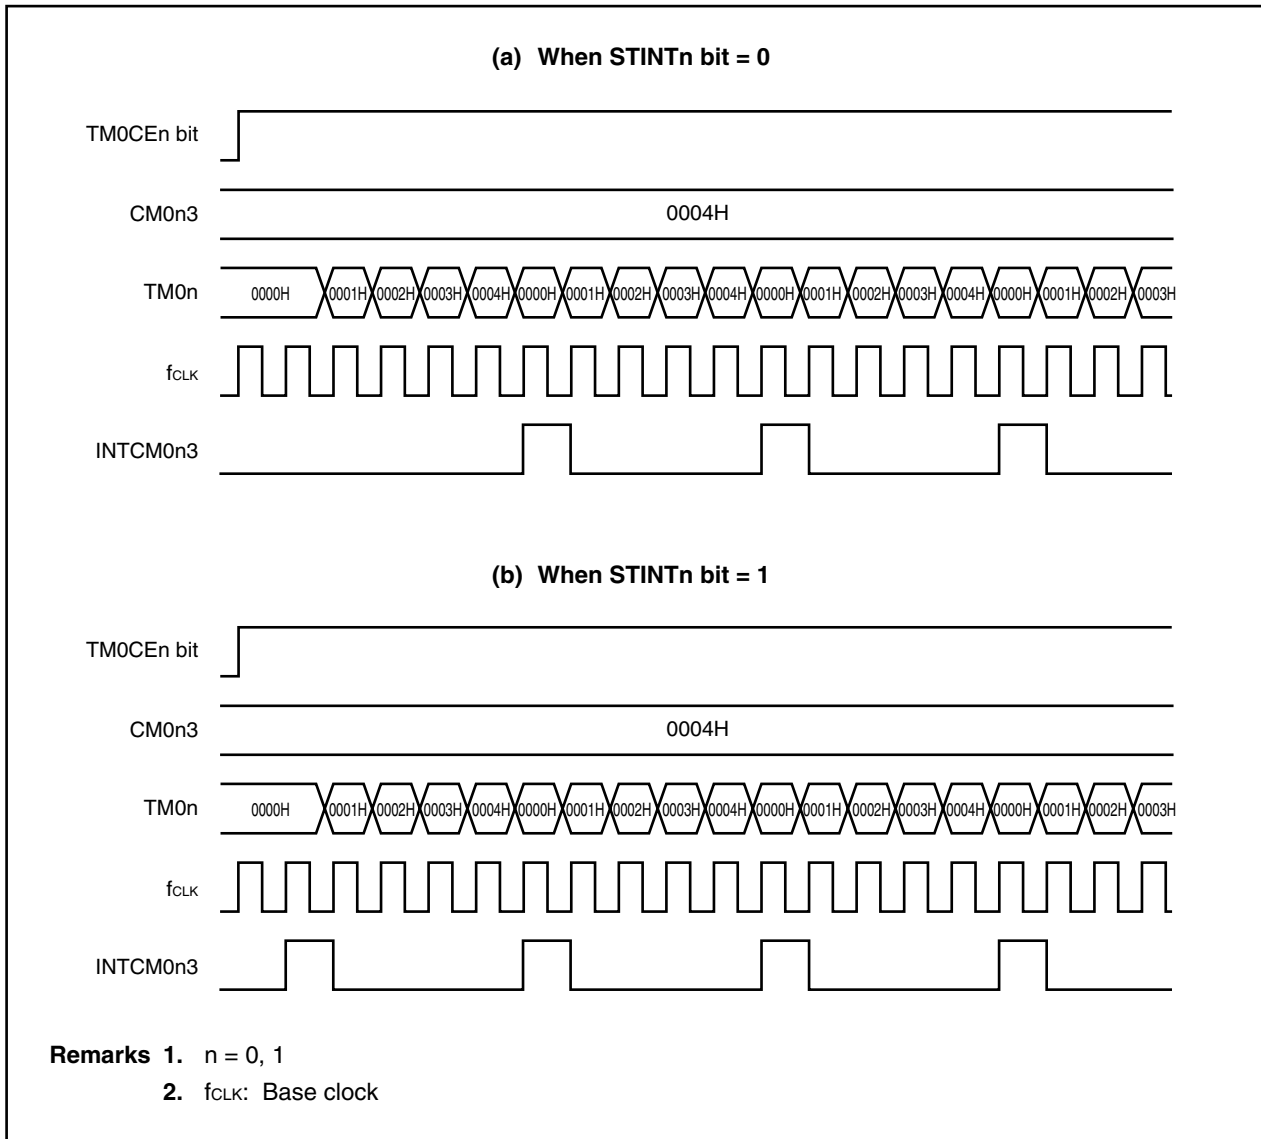 (a) When STINTn bit = 0
TM0CEn bit
CM0n3
0004H
TM0n
0000H 0001H 0002H 0003H 0004H 0000H 0001H 0002H 0003H 0004H 0000H 0001H 0002H 0003H 0004H 0000H 0001H 0002H 0003H
fCLK
INTCM0n3
(b) When STINTn bit = 1
TM0CEn bit
CM0n3
0004H
TM0n
0000H 0001H 0002H 0003H 0004H 0000H 0001H 0002H 0003H 0004H 0000H 0001H 0002H 0003H 0004H 0000H 0001H 0002H 0003H
fCLK
INTCM0n3
Remarks 1. n = 0, 1
2. fCLK: Base clock